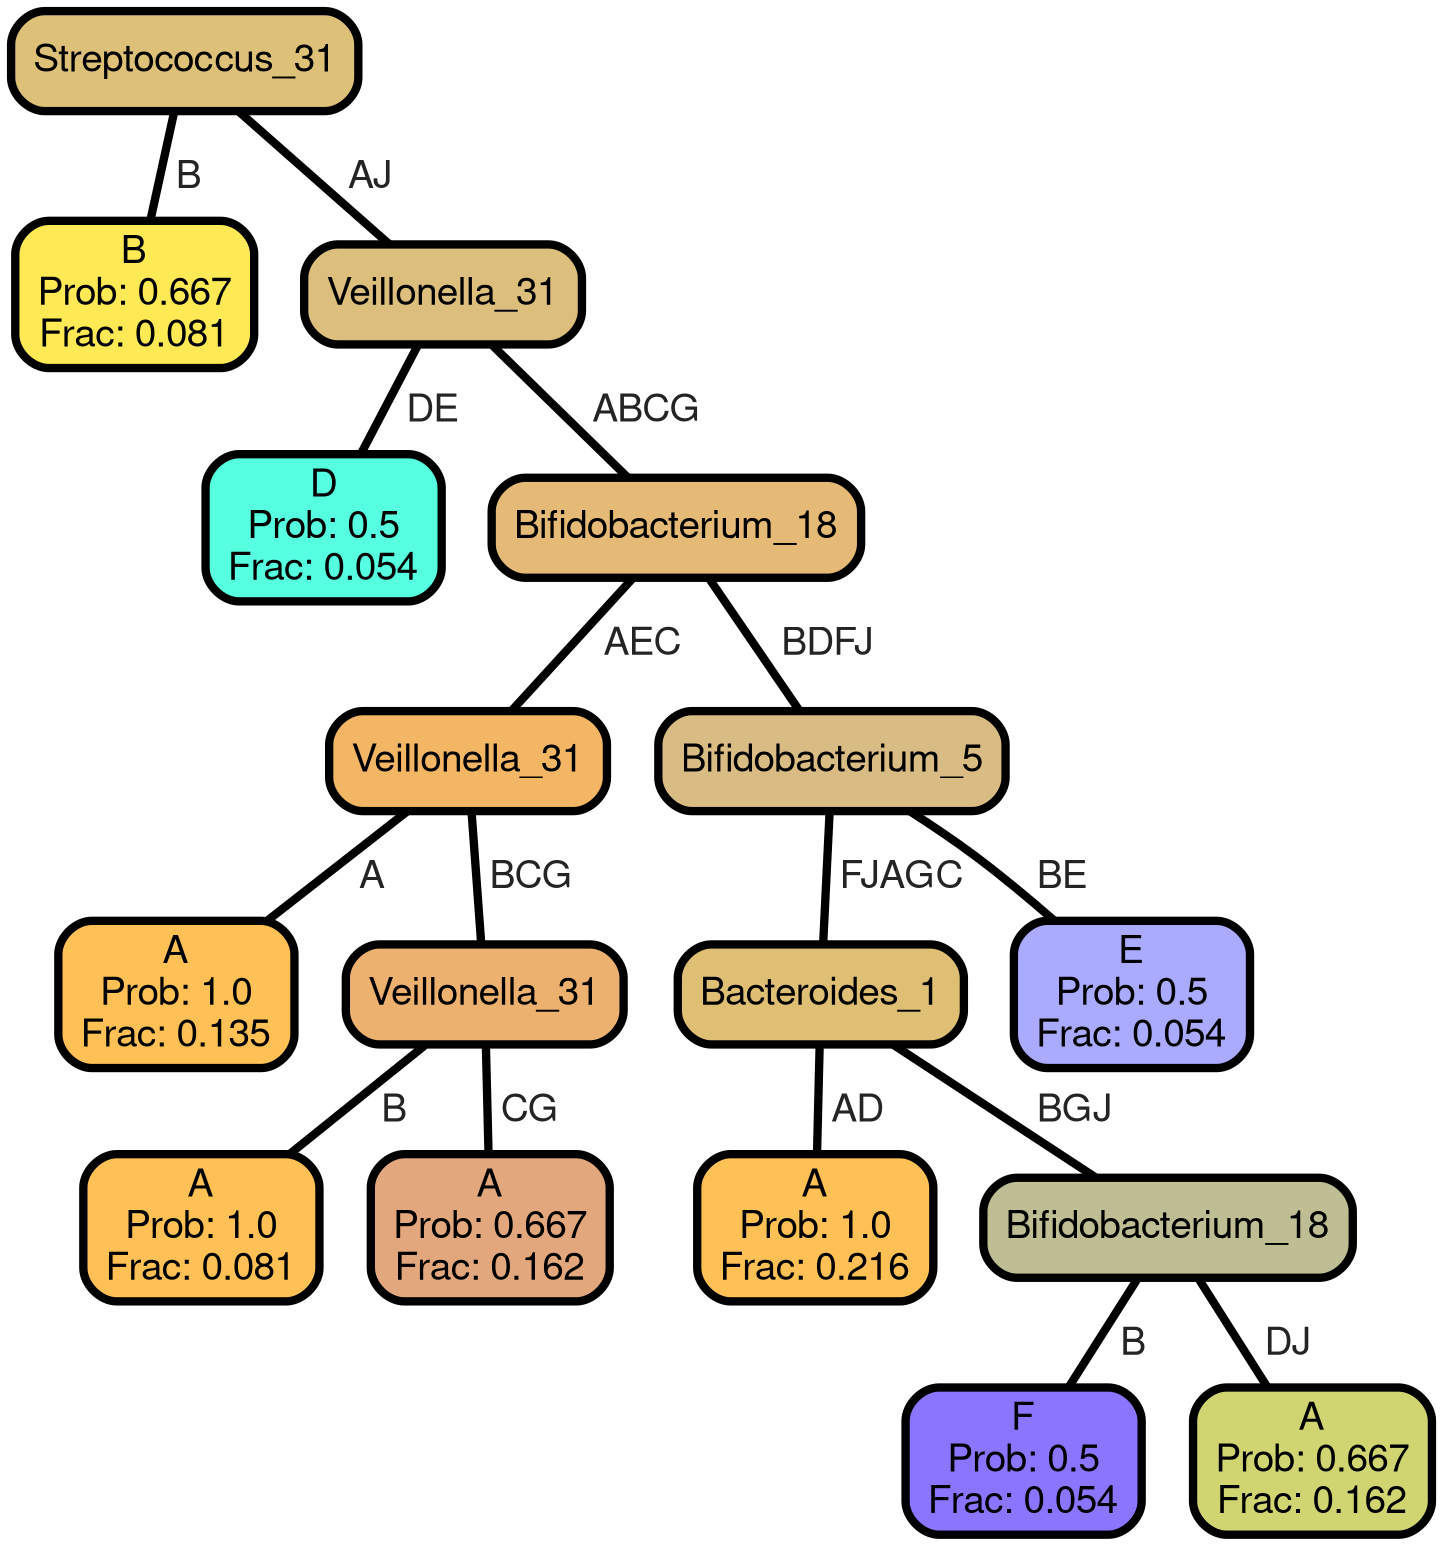 Streptococcus_31
B
AJ
B
Prob: 0.667
Frac: 0.081
Veillonella_31
DE
ABCG
D
Prob: 0.5
Frac: 0.054
Bifidobacterium_18
AEC
BDFJ
Veillonella_31
Bifidobacterium_5
A
BCG
FJAGC
BE
A
Prob: 1.0
Frac: 0.135
Veillonella_31
Bacteroides_1
E
Prob: 0.5
Frac: 0.054
B
CG
AD
BGJ
A
Prob: 1.0
Frac: 0.081
A
Prob: 0.667
Frac: 0.162
A
Prob: 1.0
Frac: 0.216
Bifidobacterium_18
B
DJ
F
Prob: 0.5
Frac: 0.054
A
Prob: 0.667
Frac: 0.162